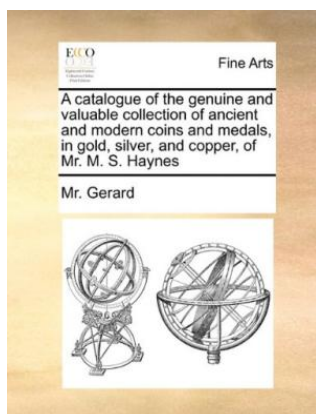 ECCO
Fine Arts
A catalogue of the genuine and
valuable collection of ancient
and modern coins and medals,
in gold, silver, and copper, of
Mr. M. S. Haynes
Mr. Gerard